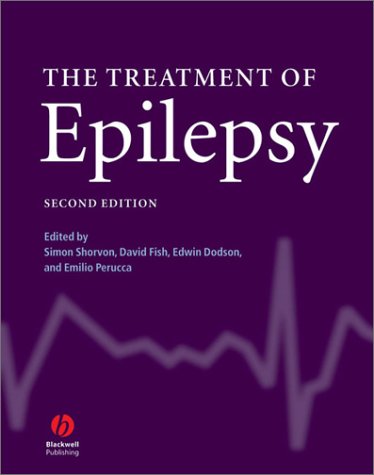 THE TREATMENT OF
Epilepsy
SECOND EDITION
Edited by
Simon Shorvon, David Fish, Edwin Dodson,
and Emilio Perucca
Blackwell
Publishing